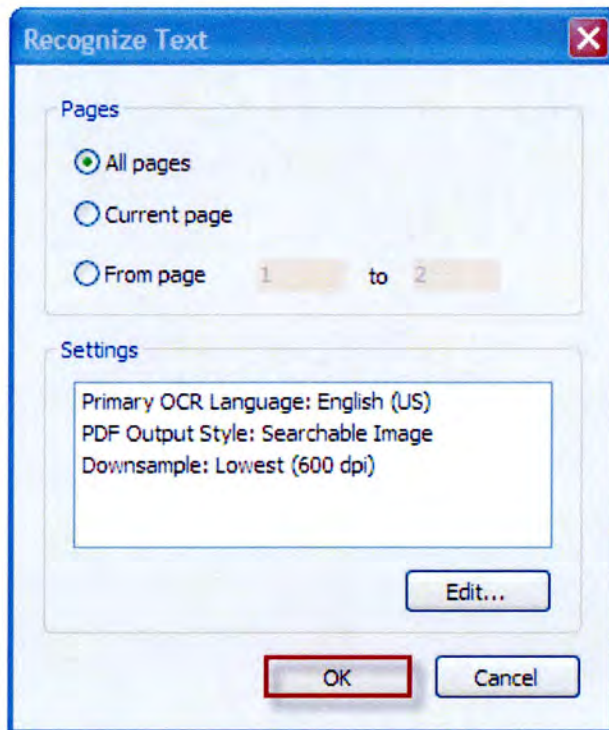 Recognize Text
Pages
All pages
Current page
From page 1 to 2
Settings
Primary OCR Language: English (US)
PDF Output Style: Searchable Image
Downsample: Lowest (600 dpi)
Edit...
OK Cancel